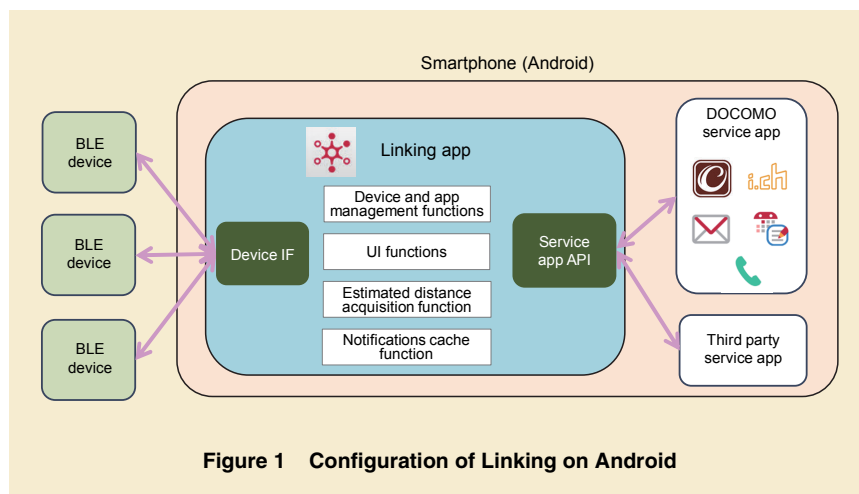 Smartphone (Android)
BLE
device
BLE
device
BLE
device
Linking app
Device IF
Device and app
management functions
UI functions
Estimated distance
acquisition function
Notifications cache
function
Service
app API
DOCOMO
service app
i.ch
Third party
service app
Figure 1 Configuration of Linking on Android